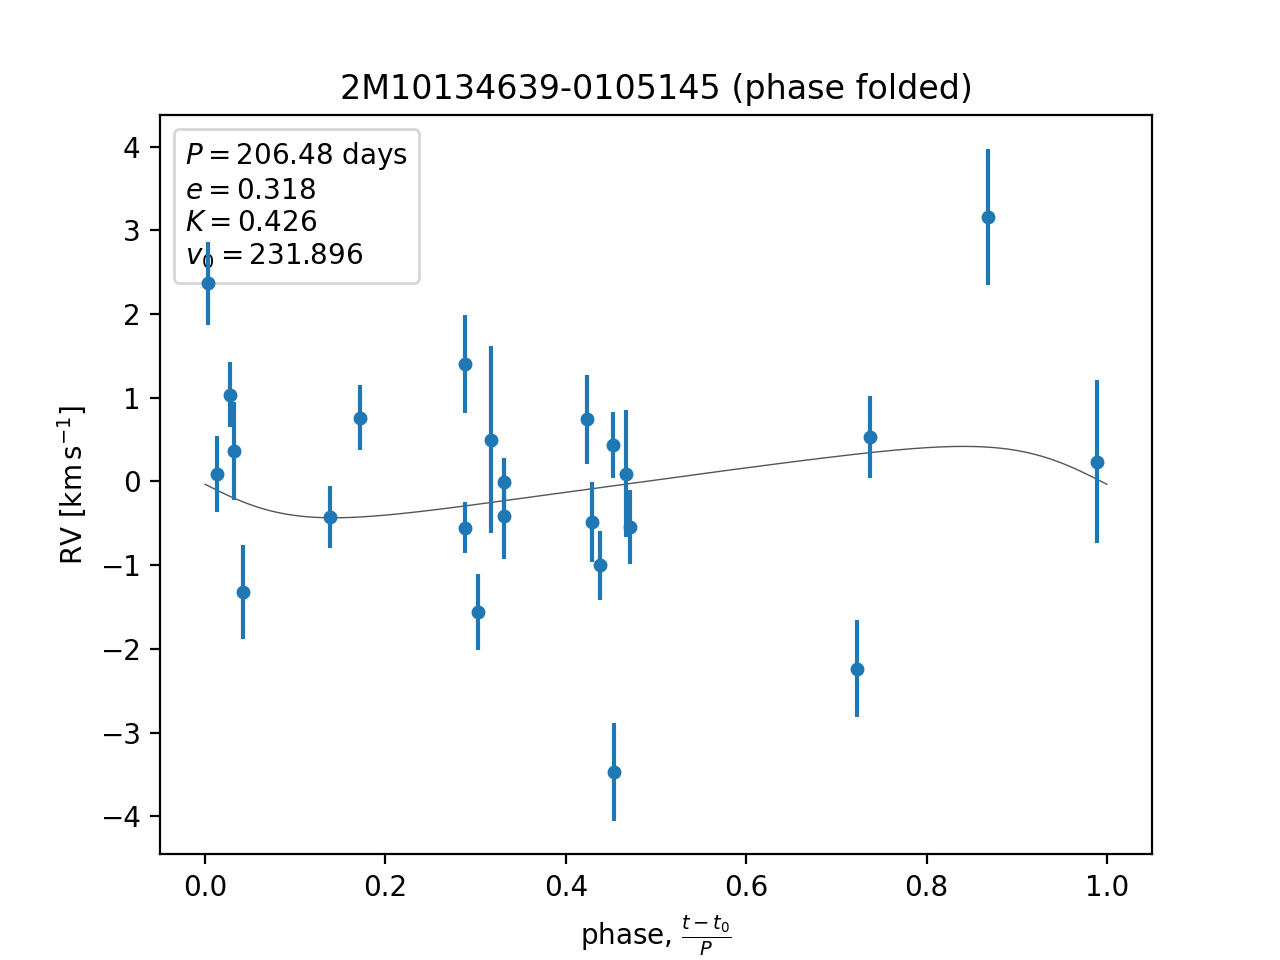 2M10134639-0105145 (phase folded)
P = 206.48 days
e = 0.318
K = 0.426
v₀ = 231.896
4
3
2
1
0
−1
−2
−3
−4
RV [km s⁻¹]
0.0 0.2 0.4 0.6 0.8 1.0
phase, (t − t₀)/P